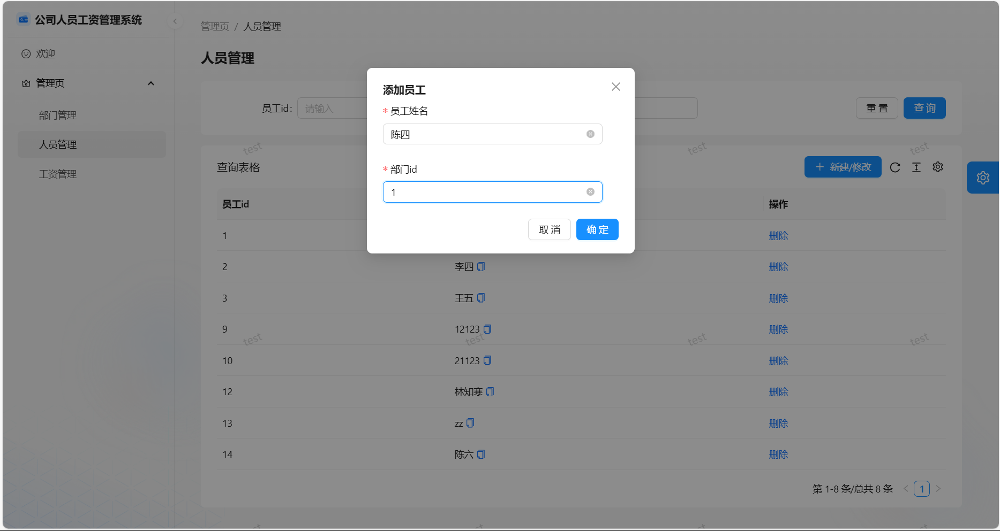 公司人员工资管理系统
管理页 / 人员管理
欢迎
人员管理
管理页
部门管理
人员管理
工资管理
员工id:
请输入
重 置
查 询
添加员工
* 员工姓名
陈四
* 部门id
1
取 消
确 定
查询表格
新建/修改
员工id
操作
1
删除
2
李四
删除
3
王五
删除
9
12123
删除
10
21123
删除
12
林知寒
删除
13
zz
删除
14
陈六
删除
第 1-8 条/总共 8 条
1
test
test
test
test
test
test
test